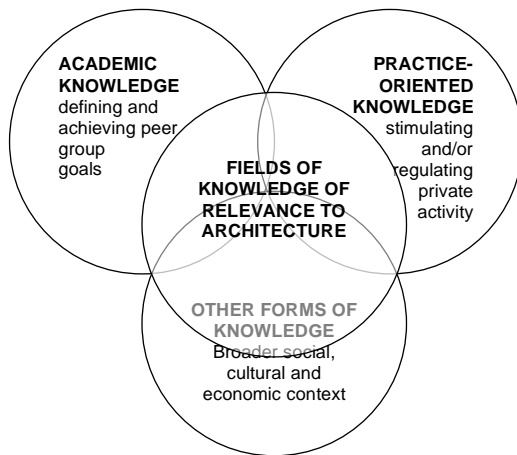 ACADEMIC
KNOWLEDGE
defining and
achieving peer
group
goals
PRACTICE-
ORIENTED
KNOWLEDGE
stimulating
and/or
regulating
private
activity
FIELDS OF
KNOWLEDGE OF
RELEVANCE TO
ARCHITECTURE
OTHER FORMS OF
KNOWLEDGE
Broader social,
cultural and
economic context